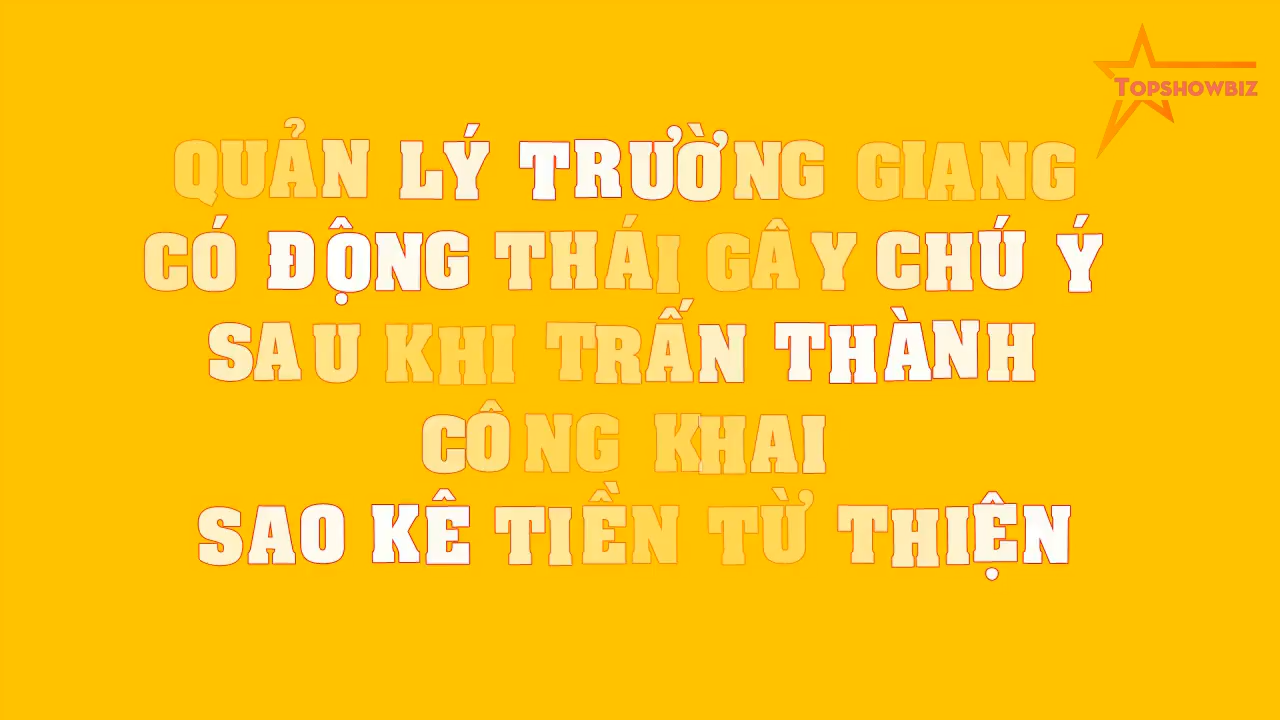 TOPSHOWBIZ
QUẢN LÝ TRƯỜNG GIANG
CÓ ĐỘNG THÁI GÂY CHÚ Ý
SAU KHI TRẤN THÀNH
CÔNG KHAI
SAO KÊ TIỀN TỪ THIỆN